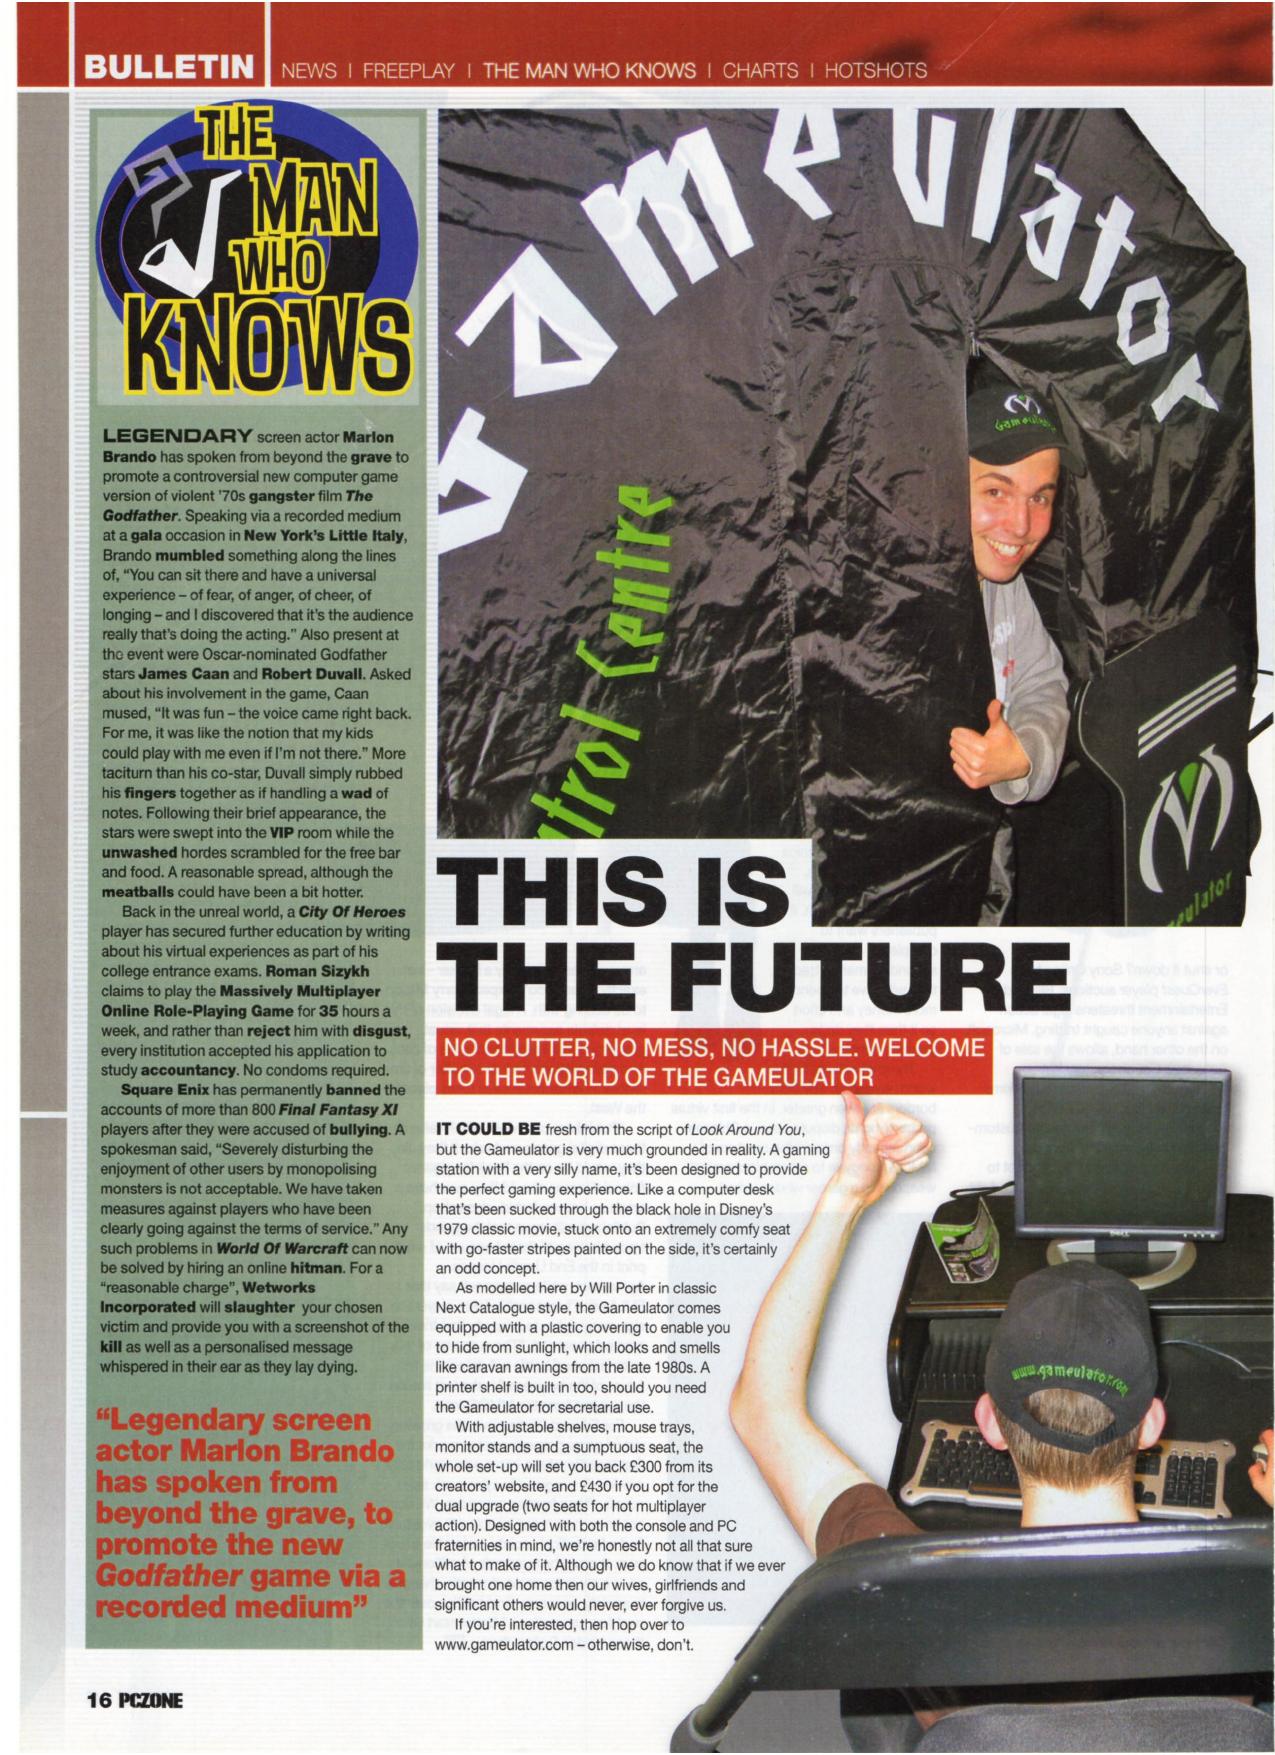 BULLETIN
NEWS | FREEPLAY | THE MAN WHO KNOWS | CHARTS | HOTSHOTS
THE
MAN
WHO
KNOWS
LEGENDARY screen actor Marlon
Brando has spoken from beyond the grave to
promote a controversial new computer game
version of violent '70s gangster film The
Godfather. Speaking via a recorded medium
at a gala occasion in New York's Little Italy,
Brando mumbled something along the lines
of, “You can sit there and have a universal
experience – of fear, of anger, of cheer, of
longing – and I discovered that it's the audience
really that's doing the acting.” Also present at
the event were Oscar-nominated Godfather
stars James Caan and Robert Duvall. Asked
about his involvement in the game, Caan
mused, “It was fun – the voice came right back.
For me, it was like the notion that my kids
could play with me even if I'm not there.” More
taciturn than his co-star, Duvall simply rubbed
his fingers together as if handling a wad of
notes. Following their brief appearance, the
stars were swept into the VIP room while the
unwashed hordes scrambled for the free bar
and food. A reasonable spread, although the
meatballs could have been a bit hotter.
Back in the unreal world, a City Of Heroes
player has secured further education by writing
about his virtual experiences as part of his
college entrance exams. Roman Sizykh
claims to play the Massively Multiplayer
Online Role-Playing Game for 35 hours a
week, and rather than reject him with disgust,
every institution accepted his application to
study accountancy. No condoms required.
Square Enix has permanently banned the
accounts of more than 800 Final Fantasy XI
players after they were accused of bullying. A
spokesman said, “Severely disturbing the
enjoyment of other users by monopolising
monsters is not acceptable. We have taken
measures against players who have been
clearly going against the terms of service.” Any
such problems in World Of Warcraft can now
be solved by hiring an online hitman. For a
“reasonable charge”, Wetworks
Incorporated will slaughter your chosen
victim and provide you with a screenshot of the
kill as well as a personalised message
whispered in their ear as they lay dying.
“Legendary screen
actor Marlon Brando
has spoken from
beyond the grave, to
promote the new
Godfather game via a
recorded medium”
Gameulator
ntrol Centre
Gameulator
meulator
THIS IS
THE FUTURE
NO CLUTTER, NO MESS, NO HASSLE. WELCOME
TO THE WORLD OF THE GAMEULATOR
IT COULD BE fresh from the script of Look Around You,
but the Gameulator is very much grounded in reality. A gaming
station with a very silly name, it's been designed to provide
the perfect gaming experience. Like a computer desk
that's been sucked through the black hole in Disney's
1979 classic movie, stuck onto an extremely comfy seat
with go-faster stripes painted on the side, it's certainly
an odd concept.
As modelled here by Will Porter in classic
Next Catalogue style, the Gameulator comes
equipped with a plastic covering to enable you
to hide from sunlight, which looks and smells
like caravan awnings from the late 1980s. A
printer shelf is built in too, should you need
the Gameulator for secretarial use.
With adjustable shelves, mouse trays,
monitor stands and a sumptuous seat, the
whole set-up will set you back £300 from its
creators' website, and £430 if you opt for the
dual upgrade (two seats for hot multiplayer
action). Designed with both the console and PC
fraternities in mind, we're honestly not all that sure
what to make of it. Although we do know that if we ever
brought one home then our wives, girlfriends and
significant others would never, ever forgive us.
If you're interested, then hop over to
www.gameulator.com – otherwise, don't.
DELL
www.gameulator.com
16 PCZONE